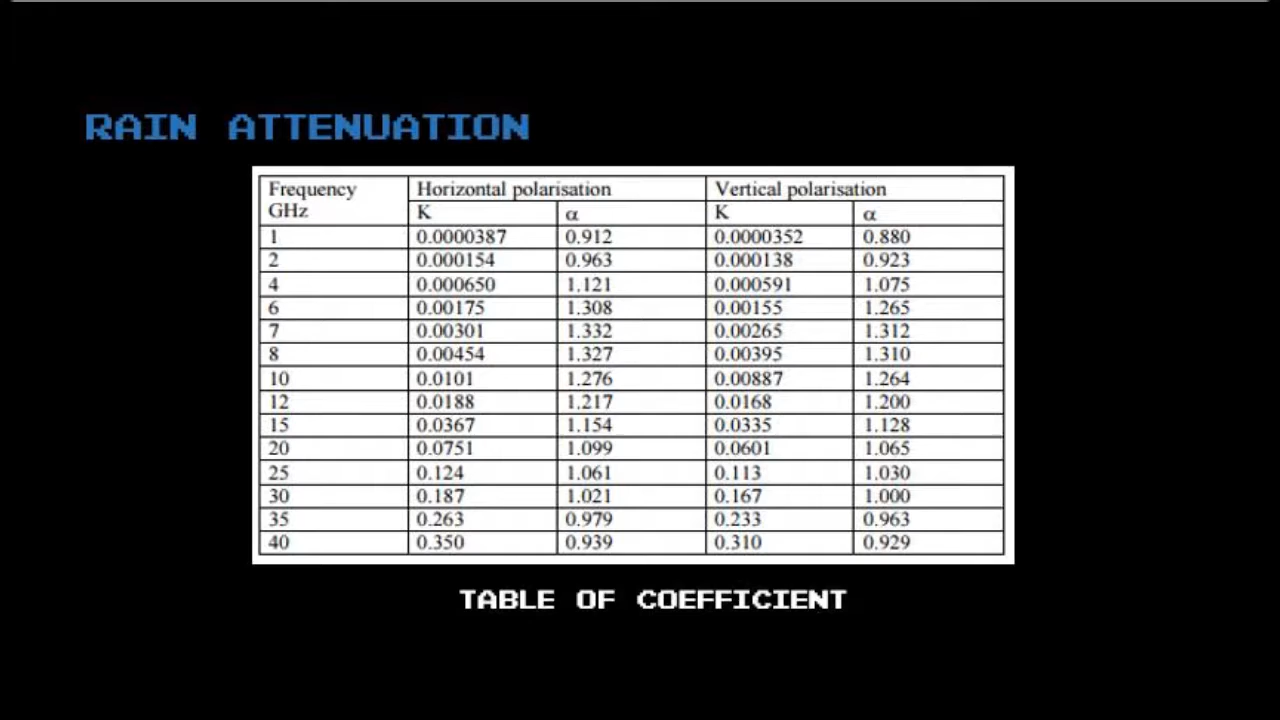 RAIN ATTENUATION
Frequency GHz Horizontal polarisation Vertical polarisation
K α K α
1 0.0000387 0.912 0.0000352 0.880
2 0.000154 0.963 0.000138 0.923
4 0.000650 1.121 0.000591 1.075
6 0.00175 1.308 0.00155 1.265
7 0.00301 1.332 0.00265 1.312
8 0.00454 1.327 0.00395 1.310
10 0.0101 1.276 0.00887 1.264
12 0.0188 1.217 0.0168 1.200
15 0.0367 1.154 0.0335 1.128
20 0.0751 1.099 0.0601 1.065
25 0.124 1.061 0.113 1.030
30 0.187 1.021 0.167 1.000
35 0.263 0.979 0.233 0.963
40 0.350 0.939 0.310 0.929
TABLE OF COEFFICIENT